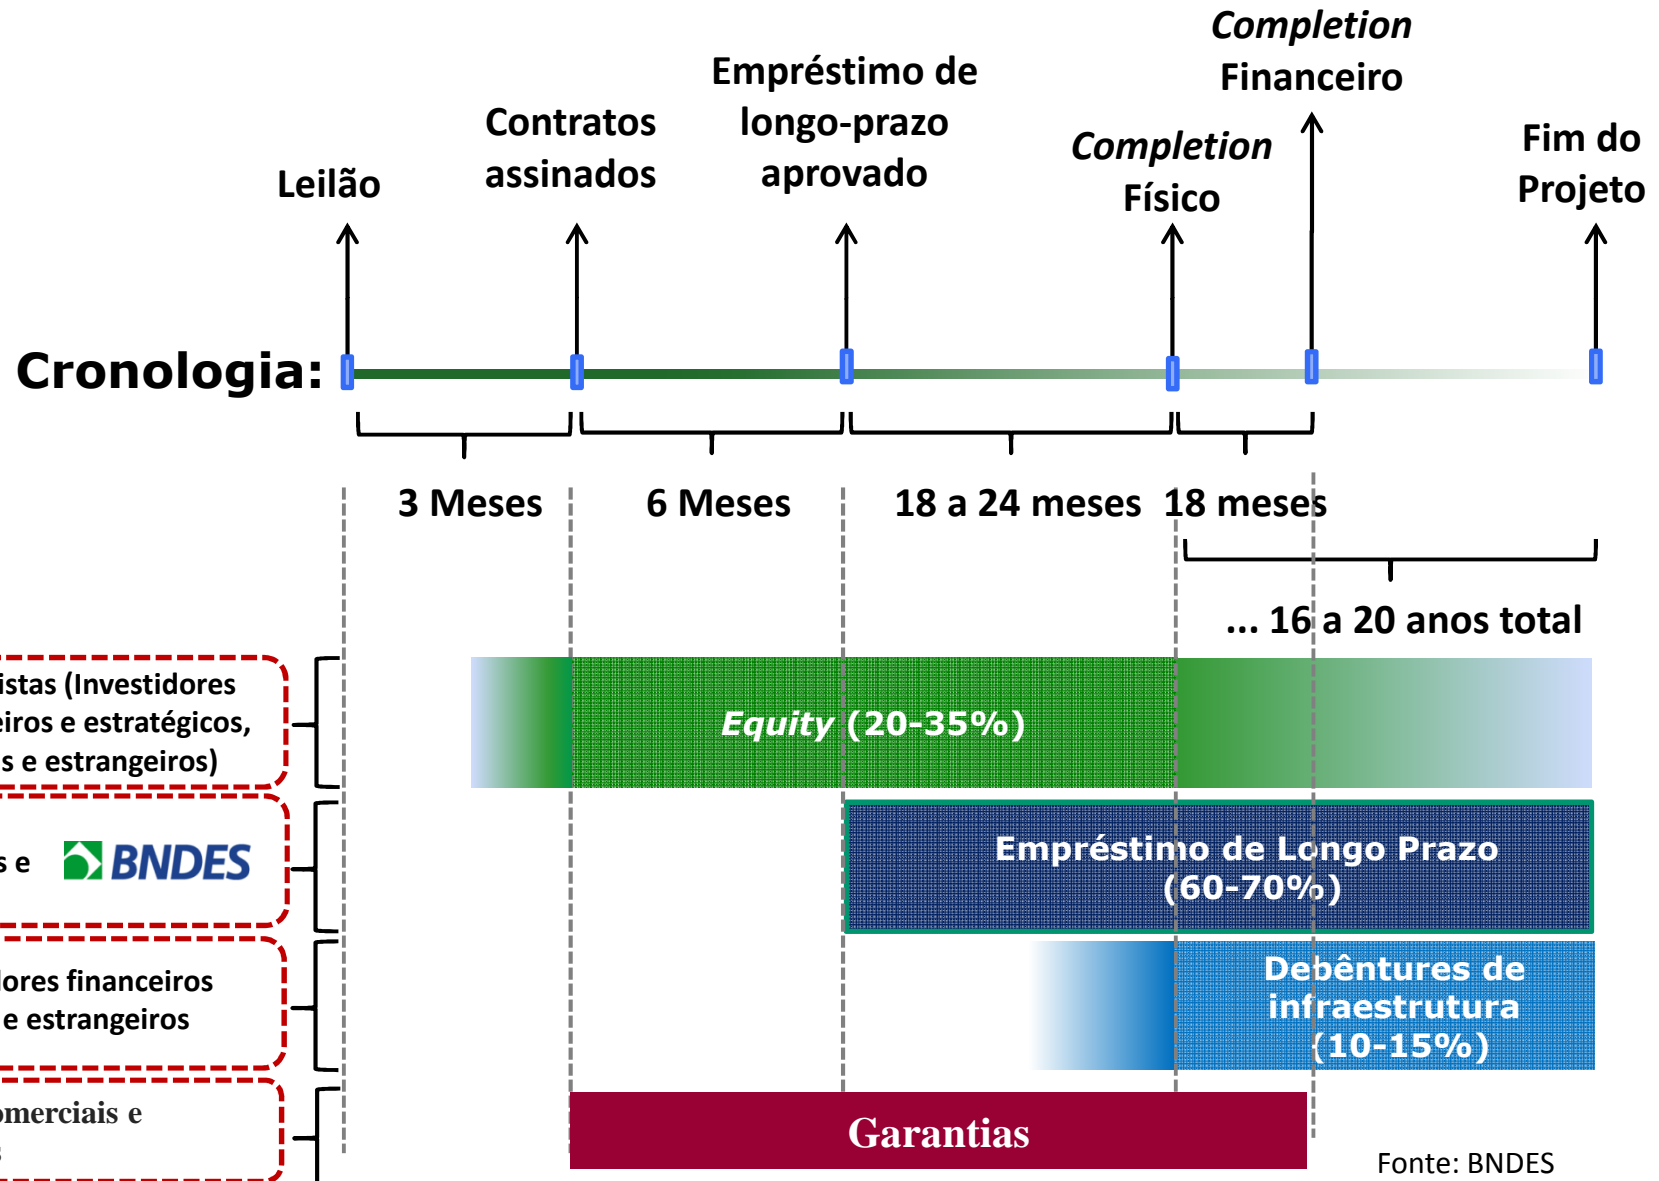 Completion
Financeiro
Empréstimo de
longo-prazo
aprovado
Contratos
assinados
Completion
Físico
Fim do
Projeto
Leilão
Cronologia:
3 Meses
6 Meses
18 a 24 meses
18 meses
... 16 a 20 anos total
istas (Investidores
eiros e estratégicos,
s e estrangeiros)
Equity (20-35%)
s e
BNDES
Empréstimo de Longo Prazo
(60-70%)
dores financeiros
e estrangeiros
Debêntures de
infraestrutura
(10-15%)
omerciais e
s
Garantias
Fonte: BNDES